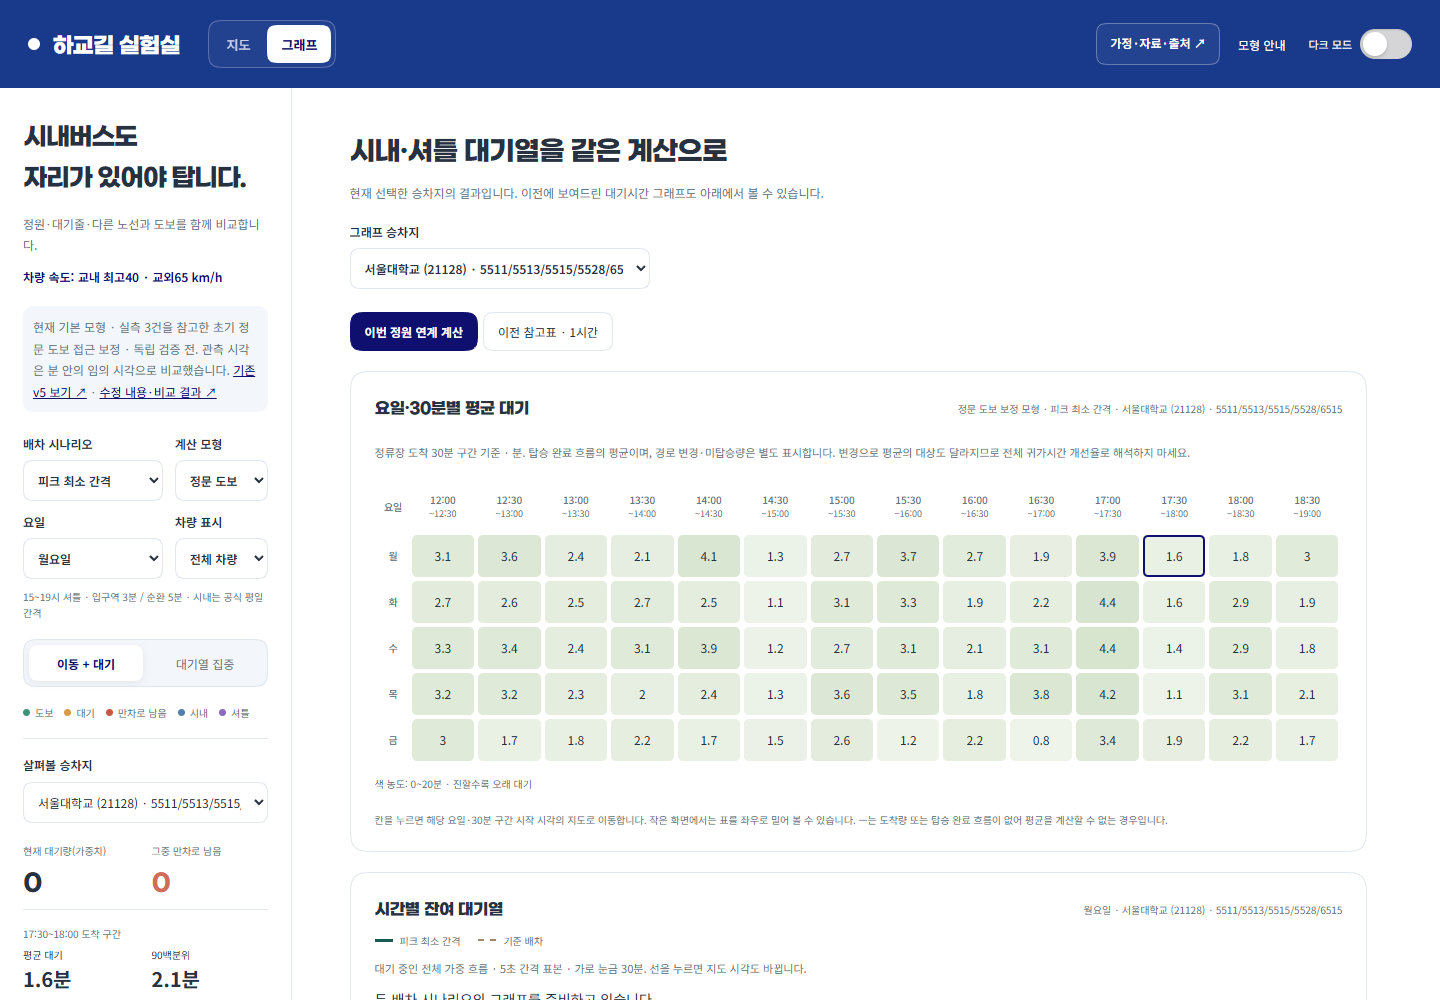 하교길 실험실
지도
그래프
가정·자료·출처 ↗
모형 안내
다크 모드
시내버스도
자리가 있어야 탑니다.
정원·대기줄·다른 노선과 도보를 함께 비교합니
다.
차량 속도: 교내 최고40 · 교외65 km/h
현재 기본 모형 · 실측 3건을 참고한 초기 정
문 도보 접근 보정 · 독립 검증 전. 관측 시각
은 분 안의 임의 시각으로 비교했습니다. 기존
v5 보기 ↗ · 수정 내용·비교 결과 ↗
배차 시나리오
계산 모형
피크 최소 간격
정문 도보
요일
차량 표시
월요일
전체 차량
15~19시 셔틀 · 입구역 3분 / 순환 5분 · 시내는 공식 평일
간격
이동 + 대기
대기열 집중
도보
대기
만차로 남음
시내
셔틀
살펴볼 승차지
서울대학교 (21128) · 5511/5513/5515,
현재 대기량(가중치)
그중 만차로 남음
0
0
17:30~18:00 도착 구간
평균 대기
90백분위
1.6분
2.1분
시내·셔틀 대기열을 같은 계산으로
현재 선택한 승차지의 결과입니다. 이전에 보여드린 대기시간 그래프도 아래에서 볼 수 있습니다.
그래프 승차지
서울대학교 (21128) · 5511/5513/5515/5528/65
이번 정원 연계 계산
이전 참고표 · 1시간
요일·30분별 평균 대기
정문 도보 보정 모형 · 피크 최소 간격 · 서울대학교 (21128) · 5511/5513/5515/5528/6515
정류장 도착 30분 구간 기준 · 분. 탑승 완료 흐름의 평균이며, 경로 변경·미탑승량은 별도 표시합니다. 변경으로 평균의 대상도 달라지므로 전체 귀가시간 개선율로 해석하지 마세요.
요일 12:00 12:30 13:00 13:30 14:00 14:30 15:00 15:30 16:00 16:30 17:00 17:30 18:00 18:30
~12:30 ~13:00 ~13:30 ~14:00 ~14:30 ~15:00 ~15:30 ~16:00 ~16:30 ~17:00 ~17:30 ~18:00 ~18:30 ~19:00
월 3.1 3.6 2.4 2.1 4.1 1.3 2.7 3.7 2.7 1.9 3.9 1.6 1.8 3
화 2.7 2.6 2.5 2.7 2.5 1.1 3.1 3.3 1.9 2.2 4.4 1.6 2.9 1.9
수 3.3 3.4 2.4 3.1 3.9 1.2 2.7 3.1 2.1 3.1 4.4 1.4 2.9 1.8
목 3.2 3.2 2.3 2 2.4 1.3 3.6 3.5 1.8 3.8 4.2 1.1 3.1 2.1
금 3 1.7 1.8 2.2 1.7 1.5 2.6 1.2 2.2 0.8 3.4 1.9 2.2 1.7
색 농도: 0~20분 · 진할수록 오래 대기
칸을 누르면 해당 요일·30분 구간 시작 시각의 지도로 이동합니다. 작은 화면에서는 표를 좌우로 밀어 볼 수 있습니다. —는 도착량 또는 탑승 완료 흐름이 없어 평균을 계산할 수 없는 경우입니다.
시간별 잔여 대기열
월요일 · 서울대학교 (21128) · 5511/5513/5515/5528/6515
피크 최소 간격
기준 배차
대기 중인 전체 가중 흐름 · 5초 간격 표본 · 가로 눈금 30분. 선을 누르면 지도 시각도 바뀝니다.
두 배차 시나리오의 그래프를 준비하고 있습니다